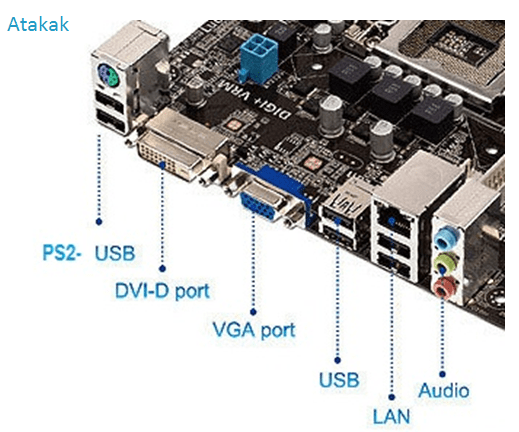 Atakak
DIGI+ VRM
PS2- USB
DVI-D port
VGA port
USB
Audio
LAN